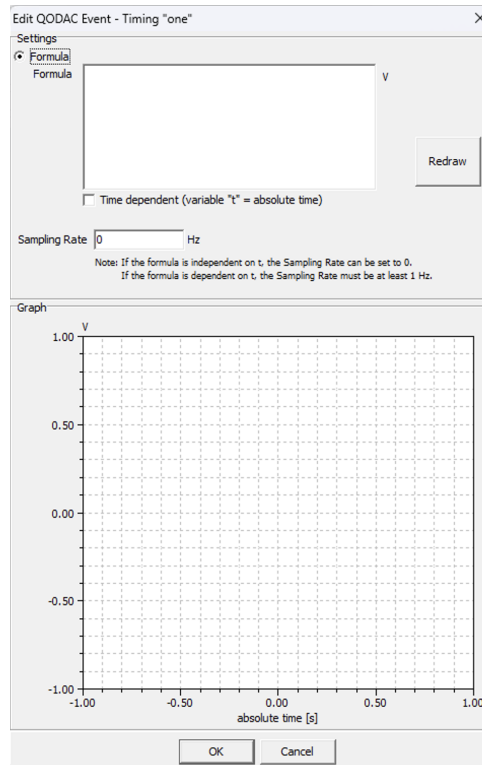 Edit QODAC Event - Timing "one"
Settings
Formula
Formula
V
Redraw
Time dependent (variable "t" = absolute time)
Sampling Rate 0 Hz
Note: If the formula is independent on t, the Sampling Rate can be set to 0.
If the formula is dependent on t, the Sampling Rate must be at least 1 Hz.
Graph
V
1.00
0.50
0.00
-0.50
-1.00
-1.00 -0.50 0.00 0.50 1.00
absolute time [s]
OK Cancel